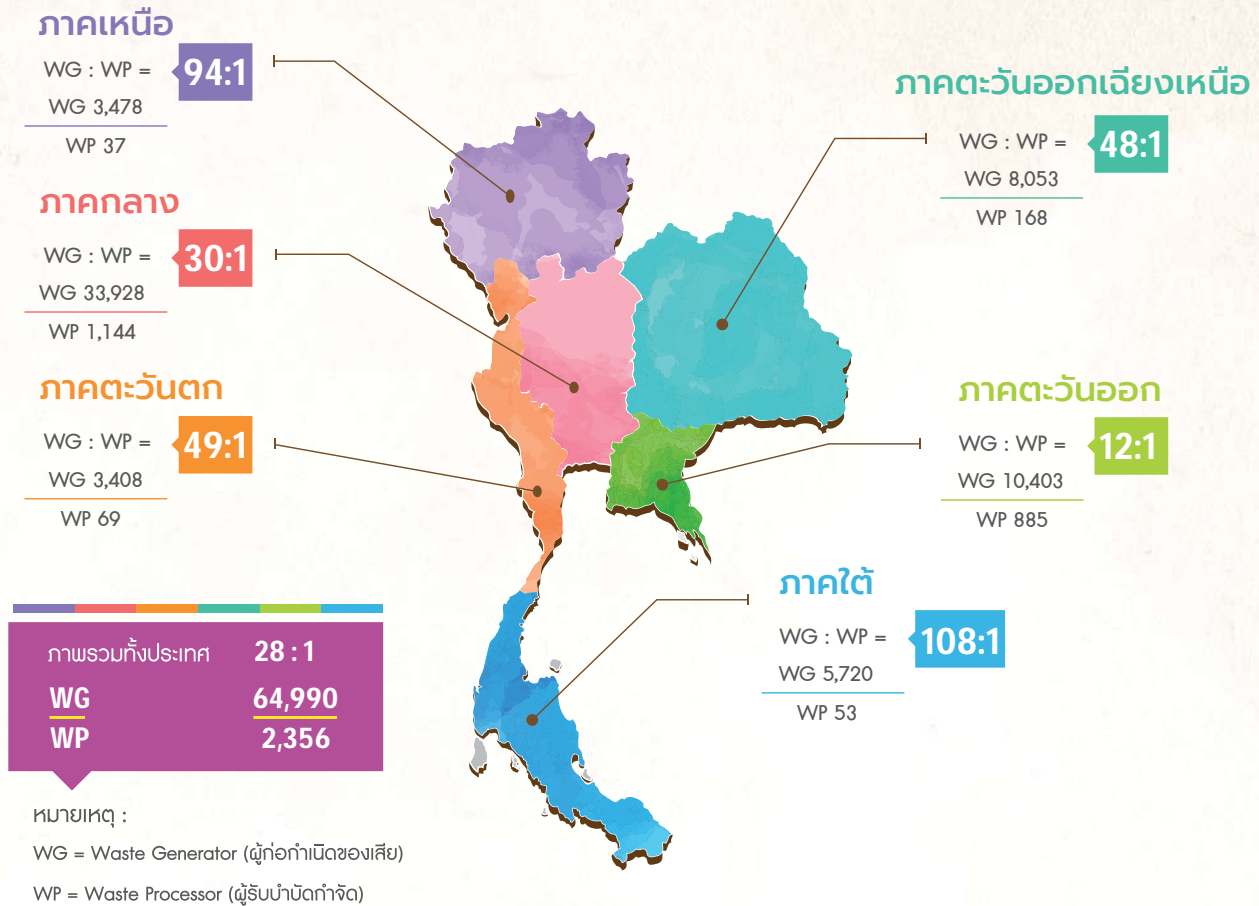 ภาคเหนือ
WG : WP = 94:1
WG 3,478
WP 37
ภาคกลาง
WG : WP = 30:1
WG 33,928
WP 1,144
ภาคตะวันตก
WG : WP = 49:1
WG 3,408
WP 69
ภาคตะวันออกเฉียงเหนือ
WG : WP = 48:1
WG 8,053
WP 168
ภาคตะวันออก
WG : WP = 12:1
WG 10,403
WP 885
ภาคใต้
WG : WP = 108:1
WG 5,720
WP 53
ภาพรวมทั้งประเทศ 28 : 1
WG 64,990
WP 2,356
หมายเหตุ :
WG = Waste Generator (ผู้ก่อกำเนิดของเสีย)
WP = Waste Processor (ผู้รับบำบัดกำจัด)